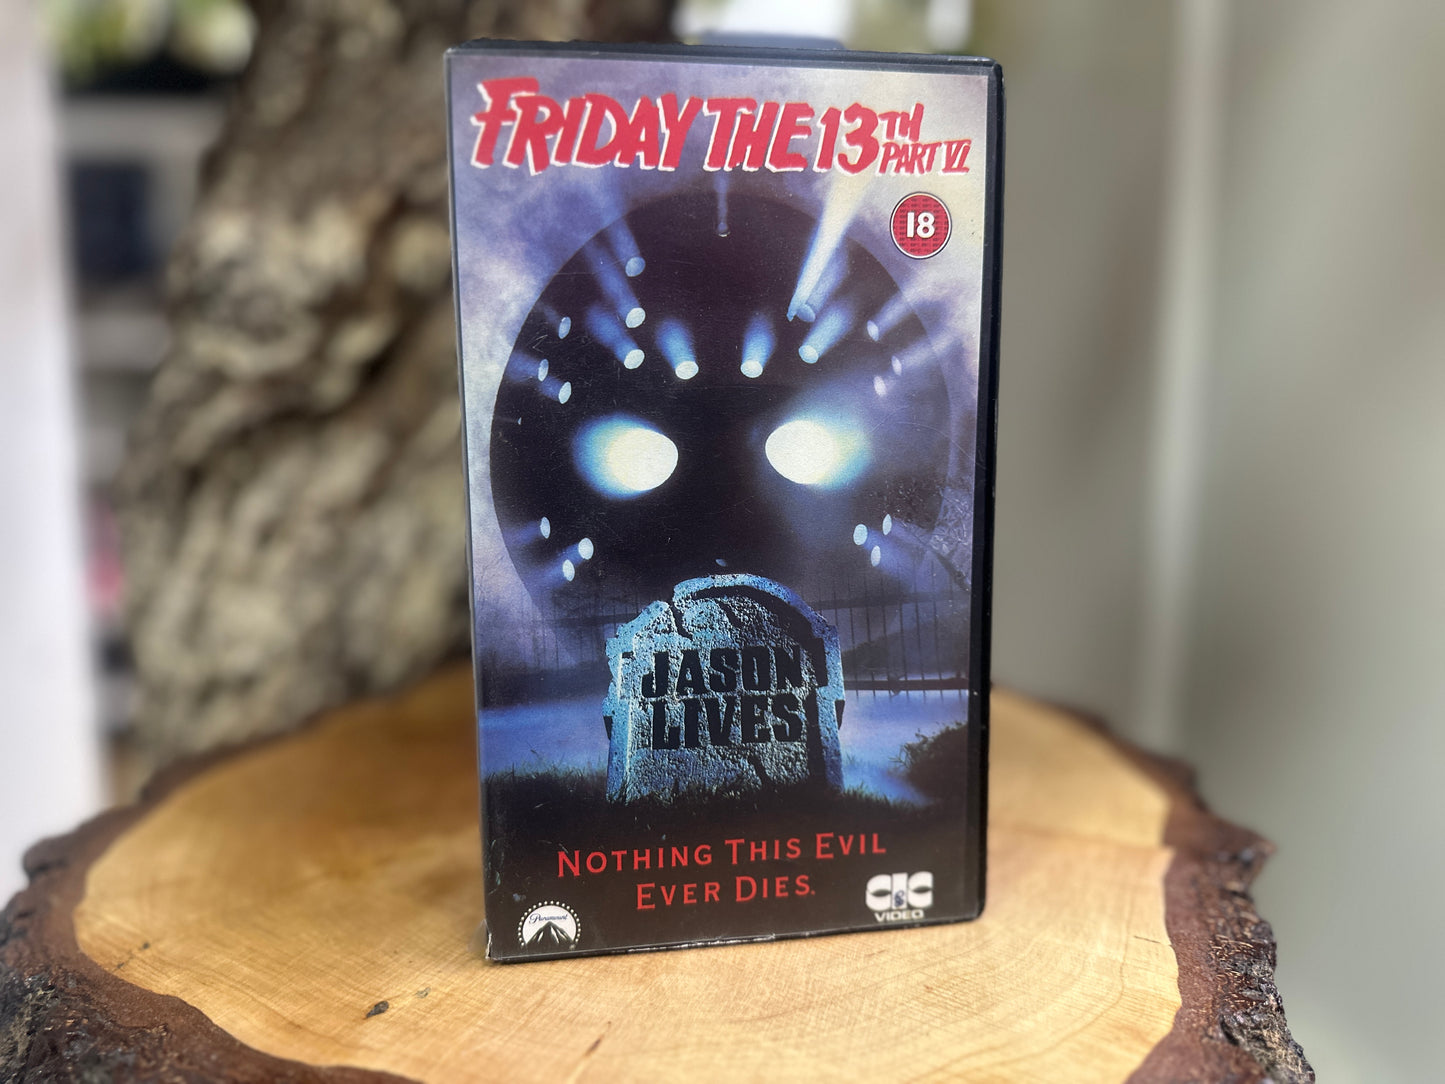 FRIDAY THE 13TH
PART VI
18
JASON
LIVES
NOTHING THIS EVIL
EVER DIES.
Paramount
CIC
VIDEO